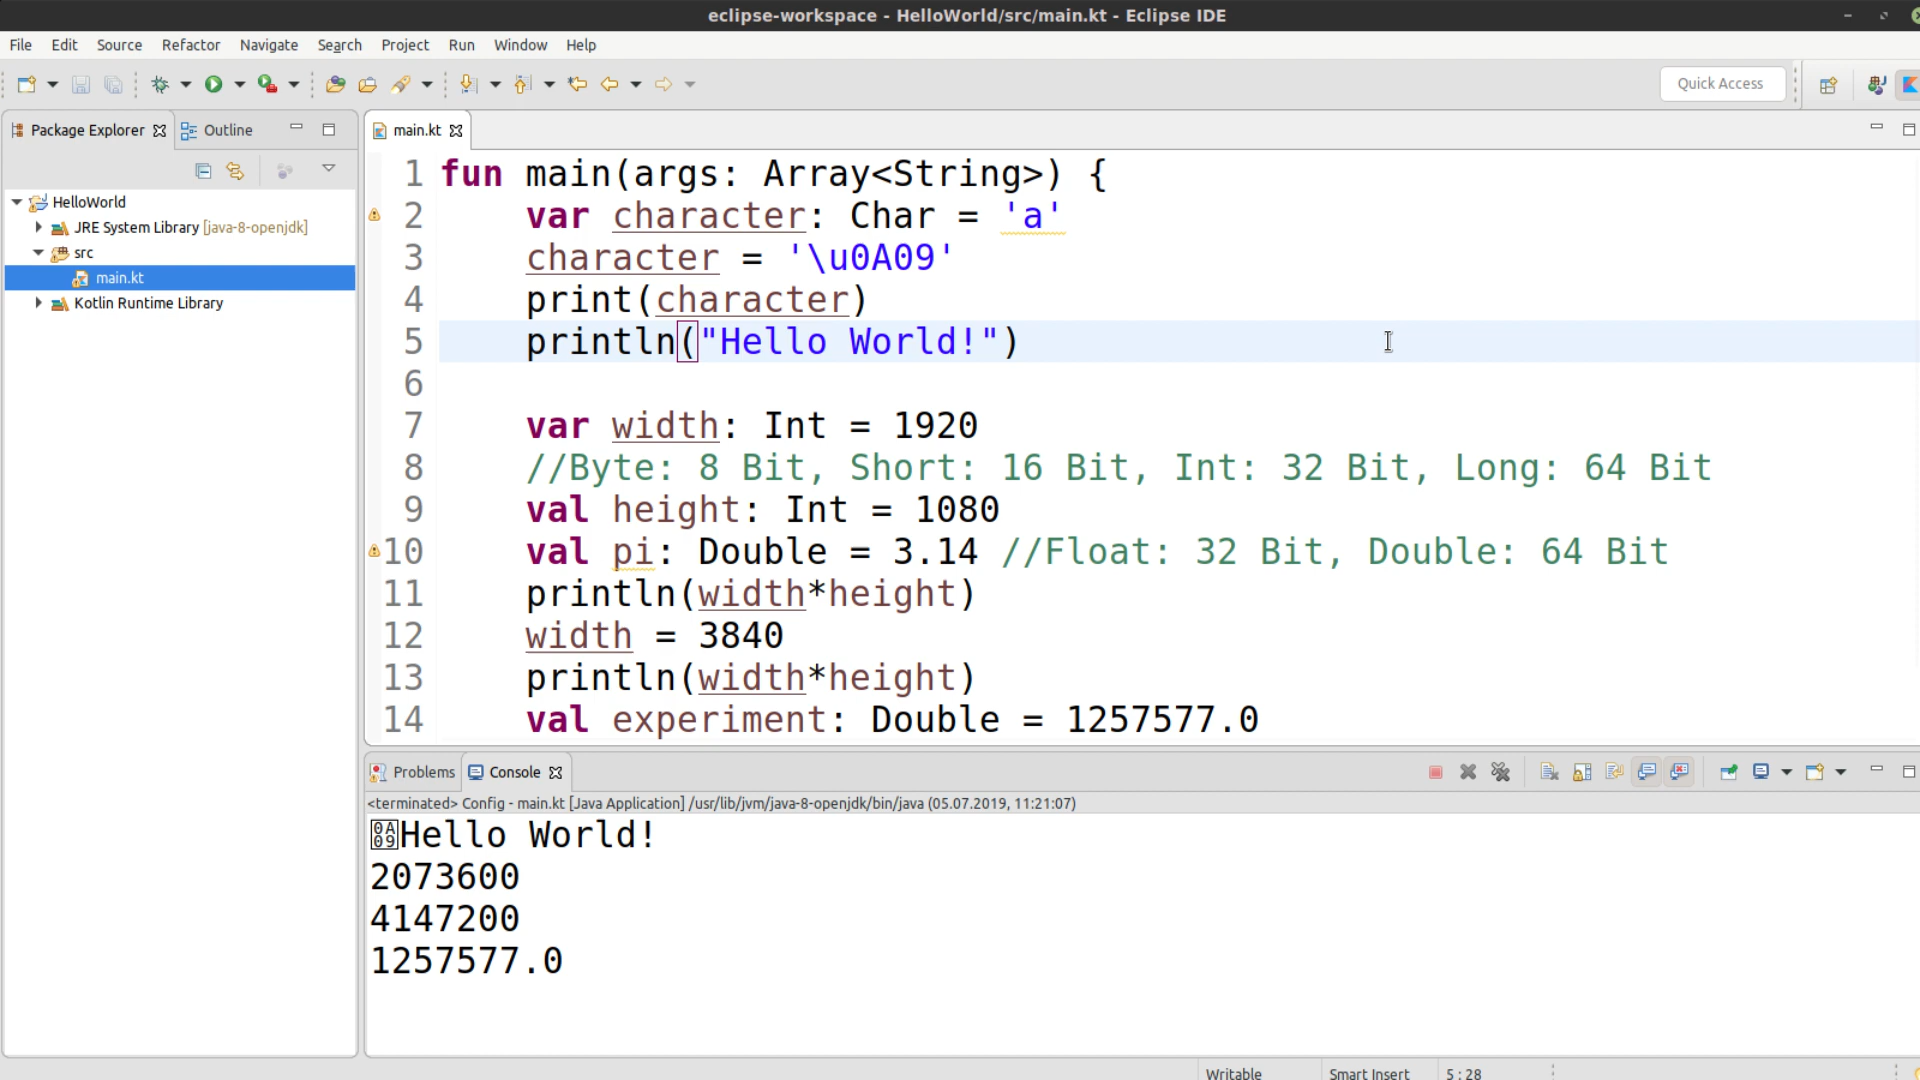 eclipse-workspace - HelloWorld/src/main.kt - Eclipse IDE
File Edit Source Refactor Navigate Search Project Run Window Help
Quick Access
Package Explorer Outline
main.kt
HelloWorld
JRE System Library [java-8-openjdk]
src
main.kt
Kotlin Runtime Library
1 fun main(args: Array<String>) {
2 var character: Char = 'a'
3 character = '\u0A09'
4 print(character)
5 println("Hello World!")
6
7 var width: Int = 1920
8 //Byte: 8 Bit, Short: 16 Bit, Int: 32 Bit, Long: 64 Bit
9 val height: Int = 1080
10 val pi: Double = 3.14 //Float: 32 Bit, Double: 64 Bit
11 println(width*height)
12 width = 3840
13 println(width*height)
14 val experiment: Double = 1257577.0
Problems Console
<terminated> Config - main.kt [Java Application] /usr/lib/jvm/java-8-openjdk/bin/java (05.07.2019, 11:21:07)
0A09Hello World!
2073600
4147200
1257577.0
Writable Smart Insert 5 : 28